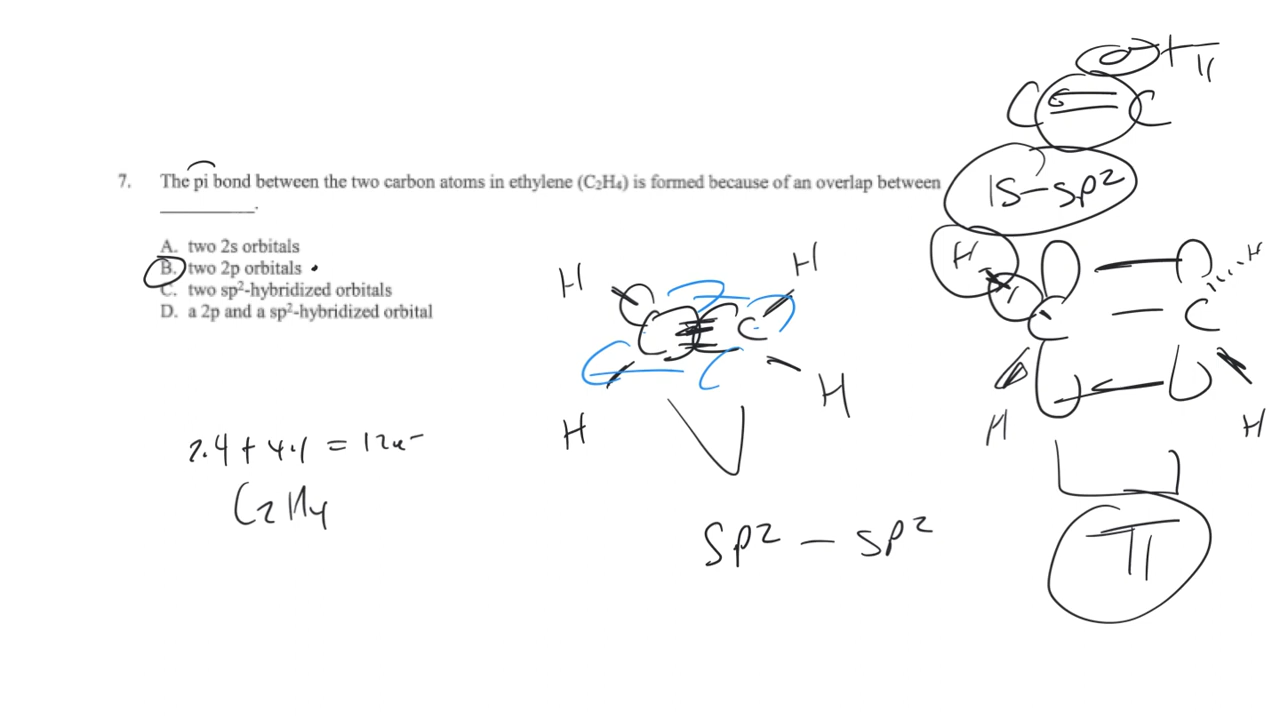 σ + π
C = C
7. The pi bond between the two carbon atoms in ethylene (C₂H₄) is formed because of an overlap between
__________.
1S-SP²
A. two 2s orbitals
B. two 2p orbitals
C. two sp²-hybridized orbitals
D. a 2p and a sp²-hybridized orbital
H H H H
C C C
H H
H H
2.4 + 4.1 = 12e-
C₂H₄
SP² - SP²
π